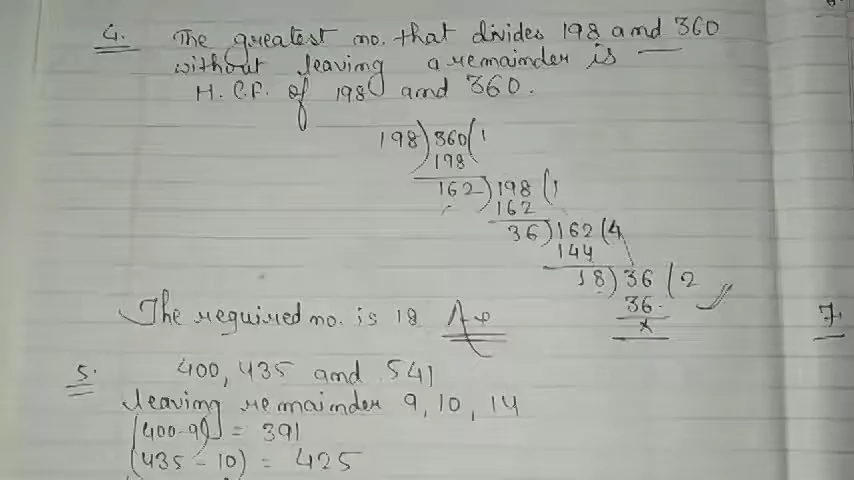 4. The greatest no. that divides 198 and 360
without leaving a remainder is
H.C.F. of 198 and 360.
198) 360 (1
198
162) 198 (1
162
36) 162 (4
144
18) 36 (2
36
x
The required no. is 18 Ans
5. 400, 435 and 541
leaving remainder 9, 10, 14
(400-9) = 391
(435-10) = 425
7.